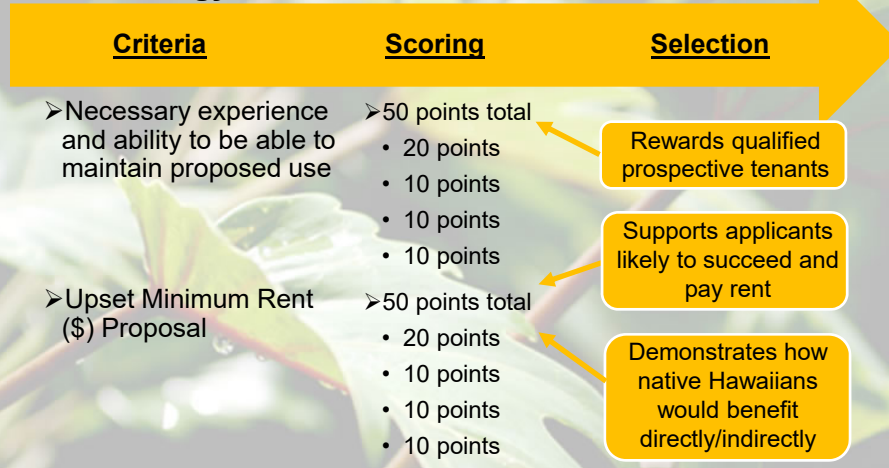 Criteria
Scoring
Selection
➢Necessary experience
and ability to be able to
maintain proposed use
➢50 points total
• 20 points
• 10 points
• 10 points
• 10 points
Rewards qualified
prospective tenants
Supports applicants
likely to succeed and
pay rent
➢Upset Minimum Rent
($) Proposal
➢50 points total
• 20 points
• 10 points
• 10 points
• 10 points
Demonstrates how
native Hawaiians
would benefit
directly/indirectly